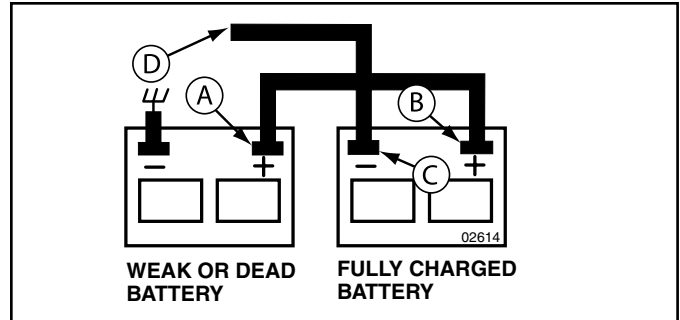 D
A
B
− +
− +
C
02614
WEAK OR DEAD
BATTERY
FULLY CHARGED
BATTERY